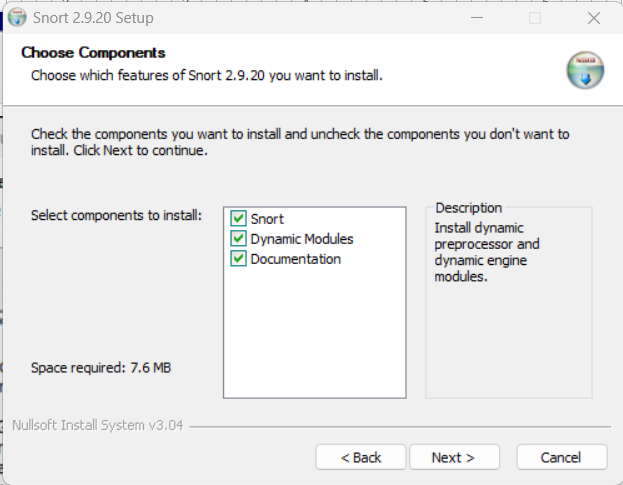 Snort 2.9.20 Setup
Choose Components
Choose which features of Snort 2.9.20 you want to install.
Check the components you want to install and uncheck the components you don't want to
install. Click Next to continue.
Select components to install:
Snort
Dynamic Modules
Documentation
Description
Install dynamic
preprocessor and
dynamic engine
modules.
Space required: 7.6 MB
Nullsoft Install System v3.04
< Back
Next >
Cancel